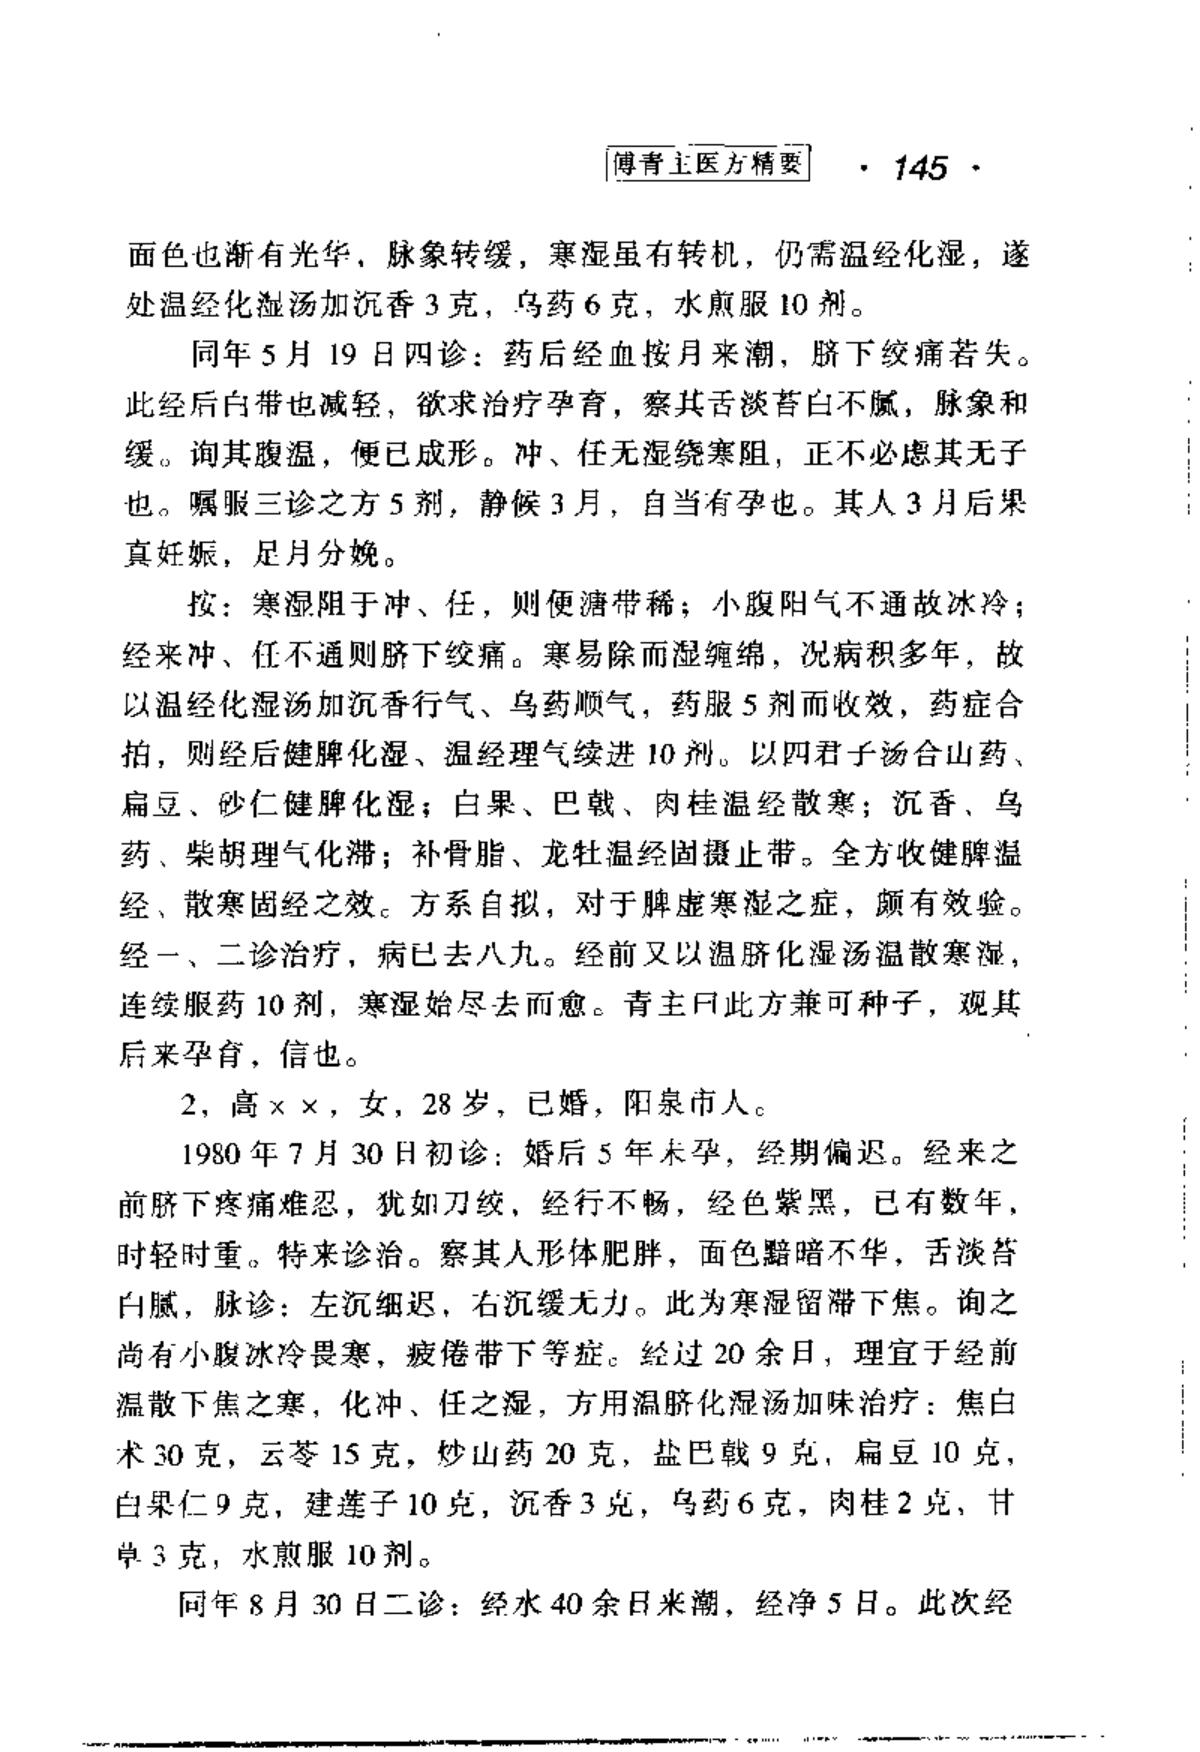 傅青主医方精要 · 145 ·
面色也渐有光华，脉象转缓，寒湿虽有转机，仍需温经化湿，遂
处温经化湿汤加沉香 3 克，乌药 6 克，水煎服 10 剂。
同年 5 月 19 日四诊：药后经血按月来潮，脐下绞痛若失。
此经后白带也减轻，欲求治疗孕育，察其舌淡苔白不腻，脉象和
缓。询其腹温，便已成形。冲、任无湿绕寒阻，正不必虑其无子
也。嘱服三诊之方 5 剂，静候 3 月，自当有孕也。其人 3 月后果
真妊娠，足月分娩。
按：寒湿阻于冲、任，则便溏带稀；小腹阳气不通故冰冷；
经来冲、任不通则脐下绞痛。寒易除而湿缠绵，况病积多年，故
以温经化湿汤加沉香行气、乌药顺气，药服 5 剂而收效，药症合
拍，则经后健脾化湿、温经理气续进 10 剂。以四君子汤合山药、
扁豆、砂仁健脾化湿；白果、巴戟、肉桂温经散寒；沉香、乌
药、柴胡理气化滞；补骨脂、龙牡温经固摄止带。全方收健脾温
经、散寒固经之效。方系自拟，对于脾虚寒湿之症，颇有效验。
经一、二诊治疗，病已去八九。经前又以温脐化湿汤温散寒湿，
连续服药 10 剂，寒湿始尽去而愈。青主曰此方兼可种子，观其
后来孕育，信也。
2，高××，女，28 岁，已婚，阳泉市人。
1980 年 7 月 30 日初诊：婚后 5 年未孕，经期偏迟。经来之
前脐下疼痛难忍，犹如刀绞，经行不畅，经色紫黑，已有数年，
时轻时重。特来诊治。察其人形体肥胖，面色黯暗不华，舌淡苔
白腻，脉诊：左沉细迟，右沉缓无力。此为寒湿留滞下焦。询之
尚有小腹冰冷畏寒，疲倦带下等症。经过 20 余日，理宜于经前
温散下焦之寒，化冲、任之湿，方用温脐化湿汤加味治疗：焦白
术 30 克，云苓 15 克，炒山药 20 克，盐巴戟 9 克，扁豆 10 克，
白果仁 9 克，建莲子 10 克，沉香 3 克，乌药 6 克，肉桂 2 克，甘
草 3 克，水煎服 10 剂。
同年 8 月 30 日二诊：经水 40 余日来潮，经净 5 日。此次经